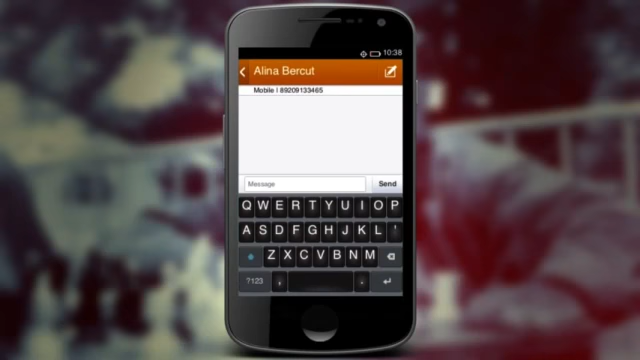 10:38
Alina Bercut
Mobile | 89209133465
Message Send
Q W E R T Y U I O P
A S D F G H J K L '
Z X C V B N M
?123 , .